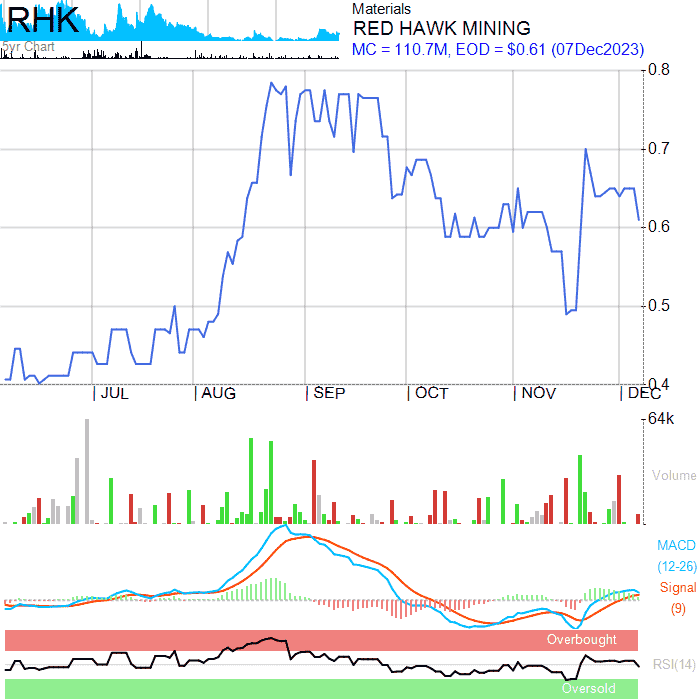 RHK
5yr Chart
Materials
RED HAWK MINING
MC = 110.7M, EOD = $0.61 (07Dec2023)
0.8
0.7
0.6
0.5
0.4
JUL AUG SEP OCT NOV DEC
64k
Volume
MACD
(12-26)
Signal
(9)
Overbought
RSI(14)
Oversold